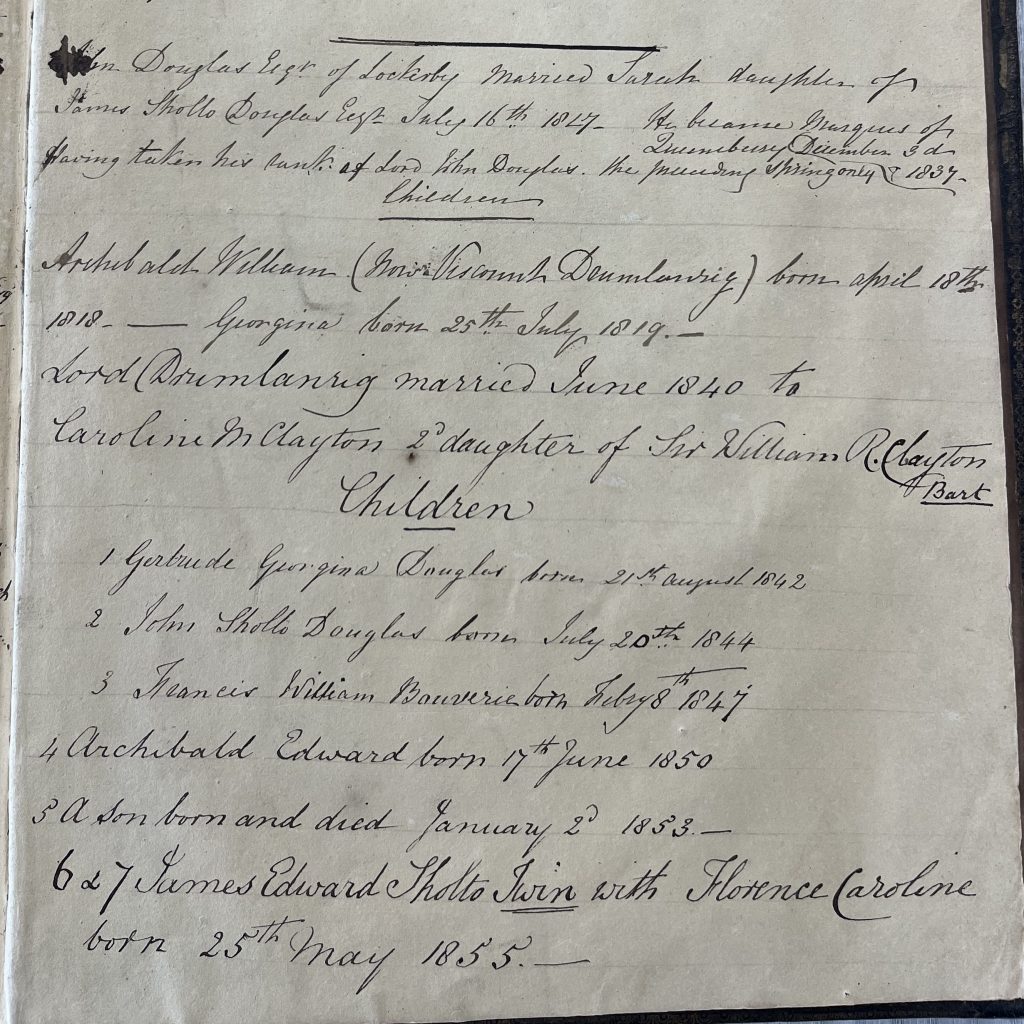 John Douglas Esqr of Lockerby Married Sarah daughter of
James Sholto Douglas Esqr July 16th 1817 - He became Marques of
Queensberry December 3d
Having taken his rank of Lord John Douglas. the preceeding Spring only 1837 -
Children
Archibald William (now Viscount Drumlanrig) born april 18th
1818 - — Georgina born 25th July 1819. —
Lord Drumlanrig married June 1840 to
Caroline M Clayton 2d daughter of Sir William R. Clayton
Bart
Children
1 Gertrude Georgina Douglas born 21st august 1842
2 John Sholto Douglas born July 20th 1844
3 Francis William Bouverie born Febry 8th 1847
4 Archibald Edward born 17th June 1850
5 A son born and died January 2d 1853. —
6 & 7 James Edward Sholto Twin with Florence Caroline
born 25th May 1855. —